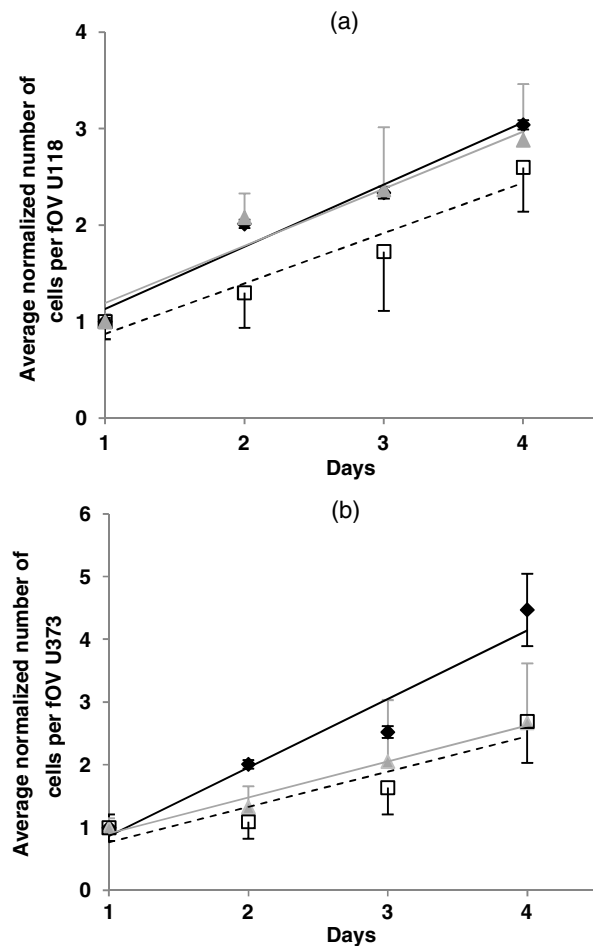 (a)
Average normalized number of
cells per fOV U118
4
3
2
1
0
1 2 3 4
Days
(b)
Average normalized number of
cells per fOV U373
6
5
4
3
2
1
0
1 2 3 4
Days